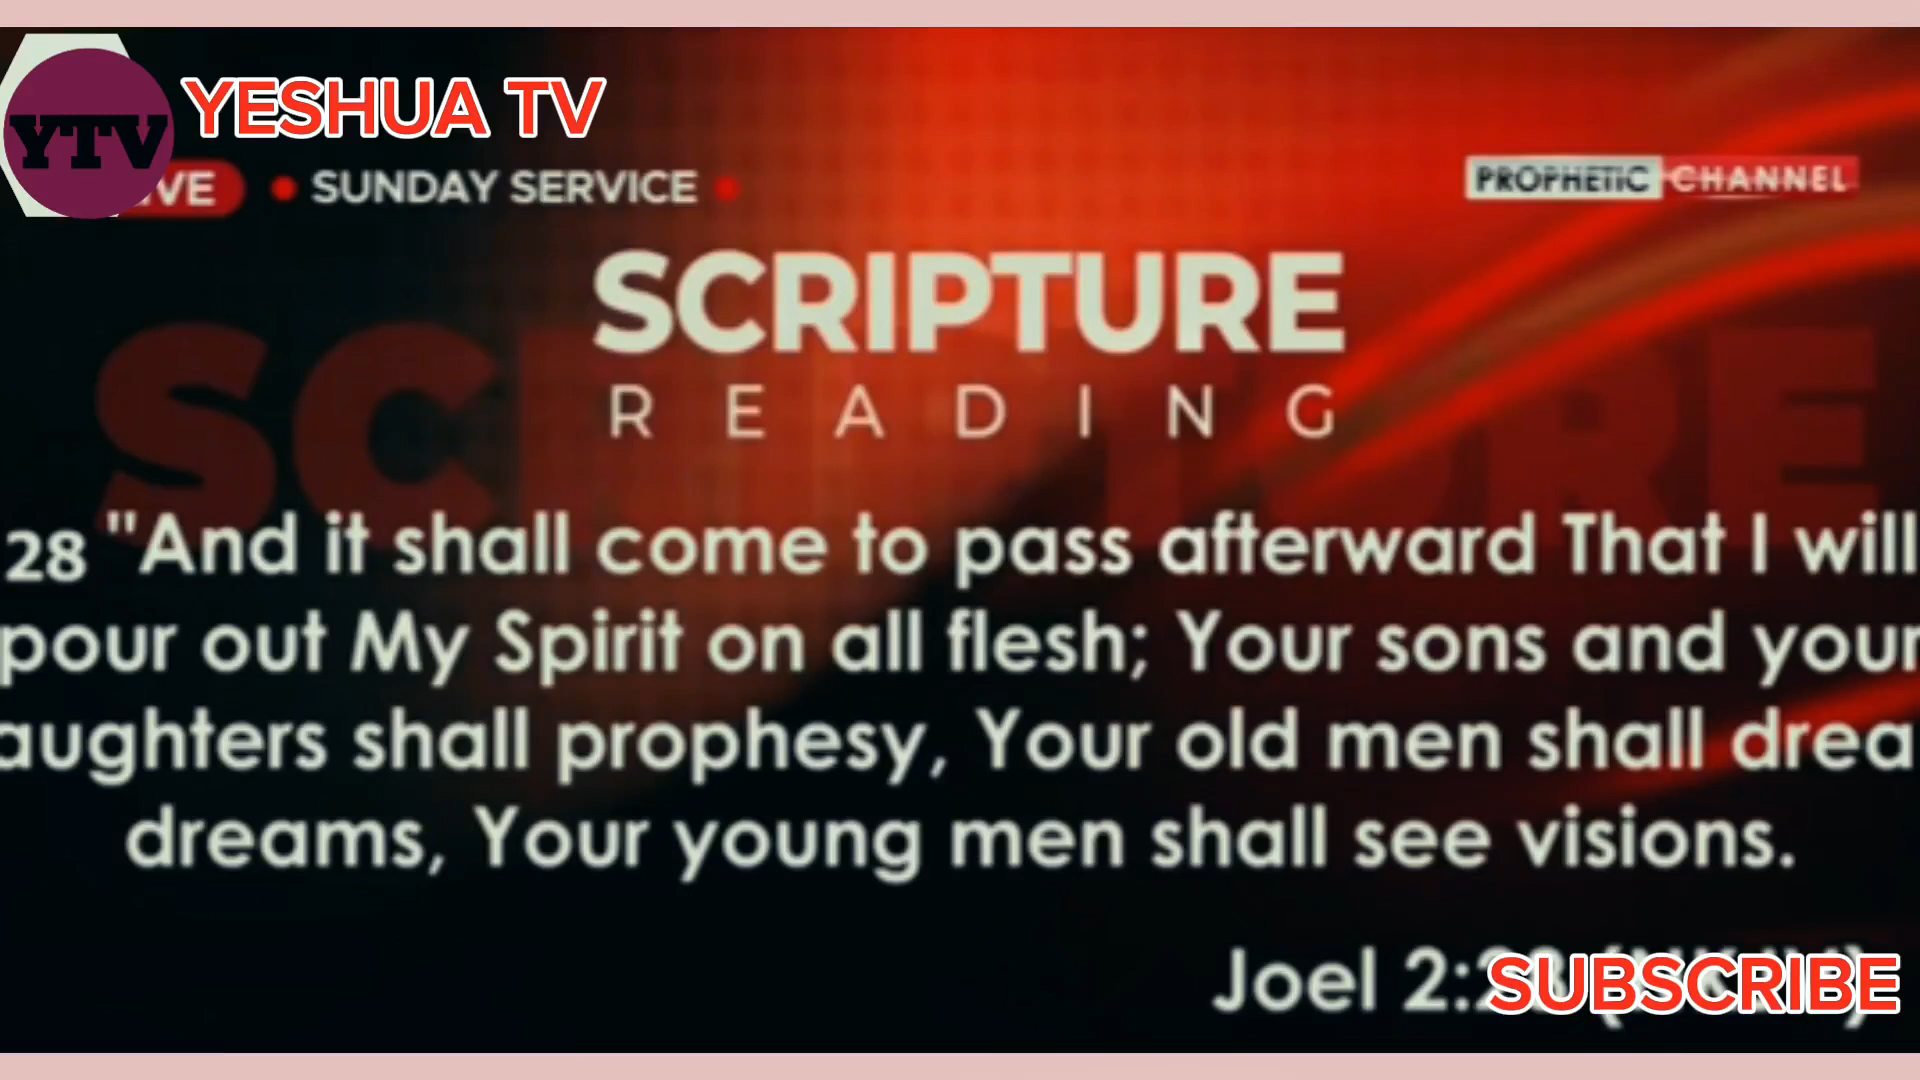 YTV
YESHUA TV
SUNDAY SERVICE
PROPHETIC CHANNEL
SCRIPTURE
READING
28 "And it shall come to pass afterward That I will
pour out My Spirit on all flesh; Your sons and your
aughters shall prophesy, Your old men shall drea
dreams, Your young men shall see visions.
Joel 2:28
SUBSCRIBE